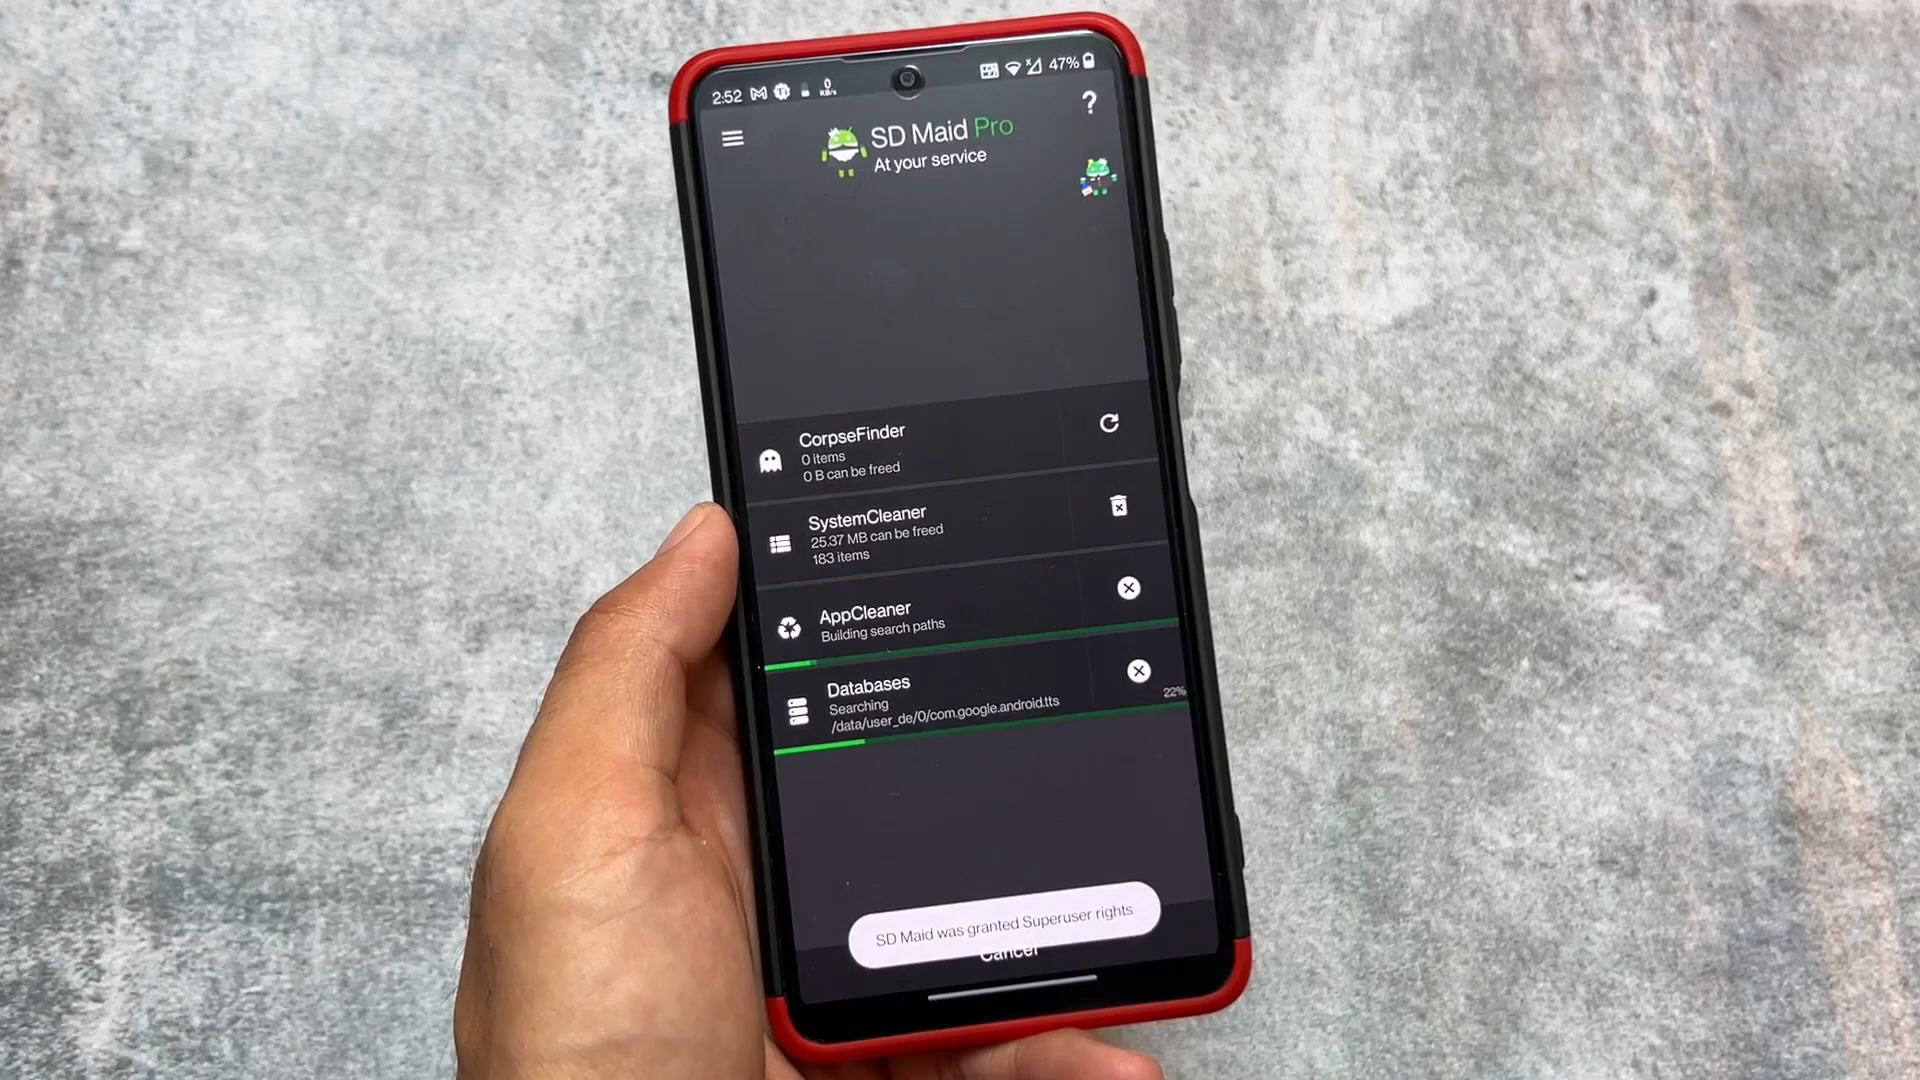 2:52
0
KB/s
47%
?
SD Maid Pro
At your service
CorpseFinder
0 items
0 B can be freed
SystemCleaner
25.37 MB can be freed
183 items
AppCleaner
Building search paths
Databases
Searching
/data/user_de/0/com.google.android.tts
22%
SD Maid was granted Superuser rights
Cancel